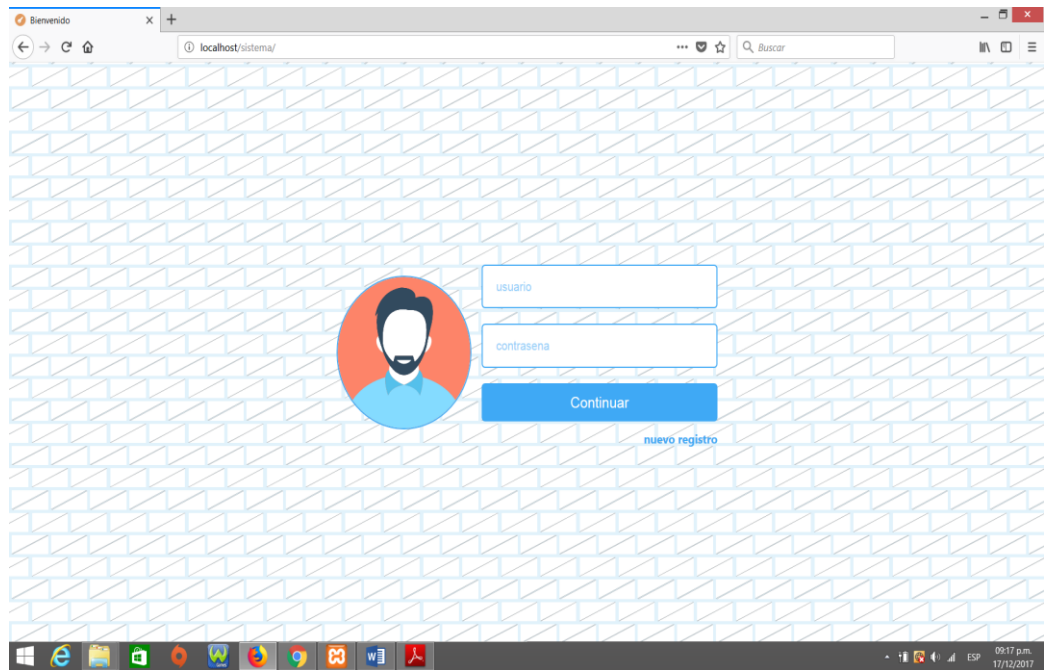 Bienvenido
localhost/sistema/
Buscar
usuario
contrasena
Continuar
nuevo registro
ESP
09:17 p.m.
17/12/2017